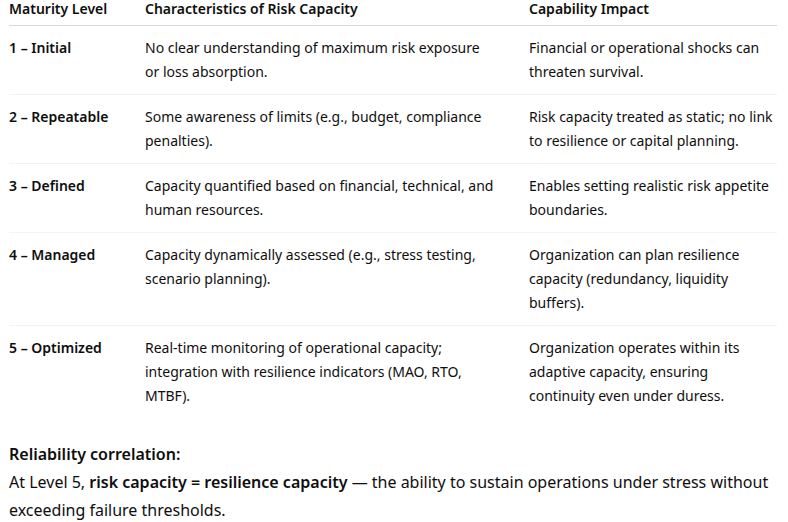 Maturity Level Characteristics of Risk Capacity Capability Impact
1 – Initial No clear understanding of maximum risk exposure Financial or operational shocks can
or loss absorption. threaten survival.
2 – Repeatable Some awareness of limits (e.g., budget, compliance Risk capacity treated as static; no link
penalties). to resilience or capital planning.
3 – Defined Capacity quantified based on financial, technical, and Enables setting realistic risk appetite
human resources. boundaries.
4 – Managed Capacity dynamically assessed (e.g., stress testing, Organization can plan resilience
scenario planning). capacity (redundancy, liquidity
buffers).
5 – Optimized Real-time monitoring of operational capacity; Organization operates within its
integration with resilience indicators (MAO, RTO, adaptive capacity, ensuring
MTBF). continuity even under duress.
Reliability correlation:
At Level 5, risk capacity = resilience capacity — the ability to sustain operations under stress without
exceeding failure thresholds.